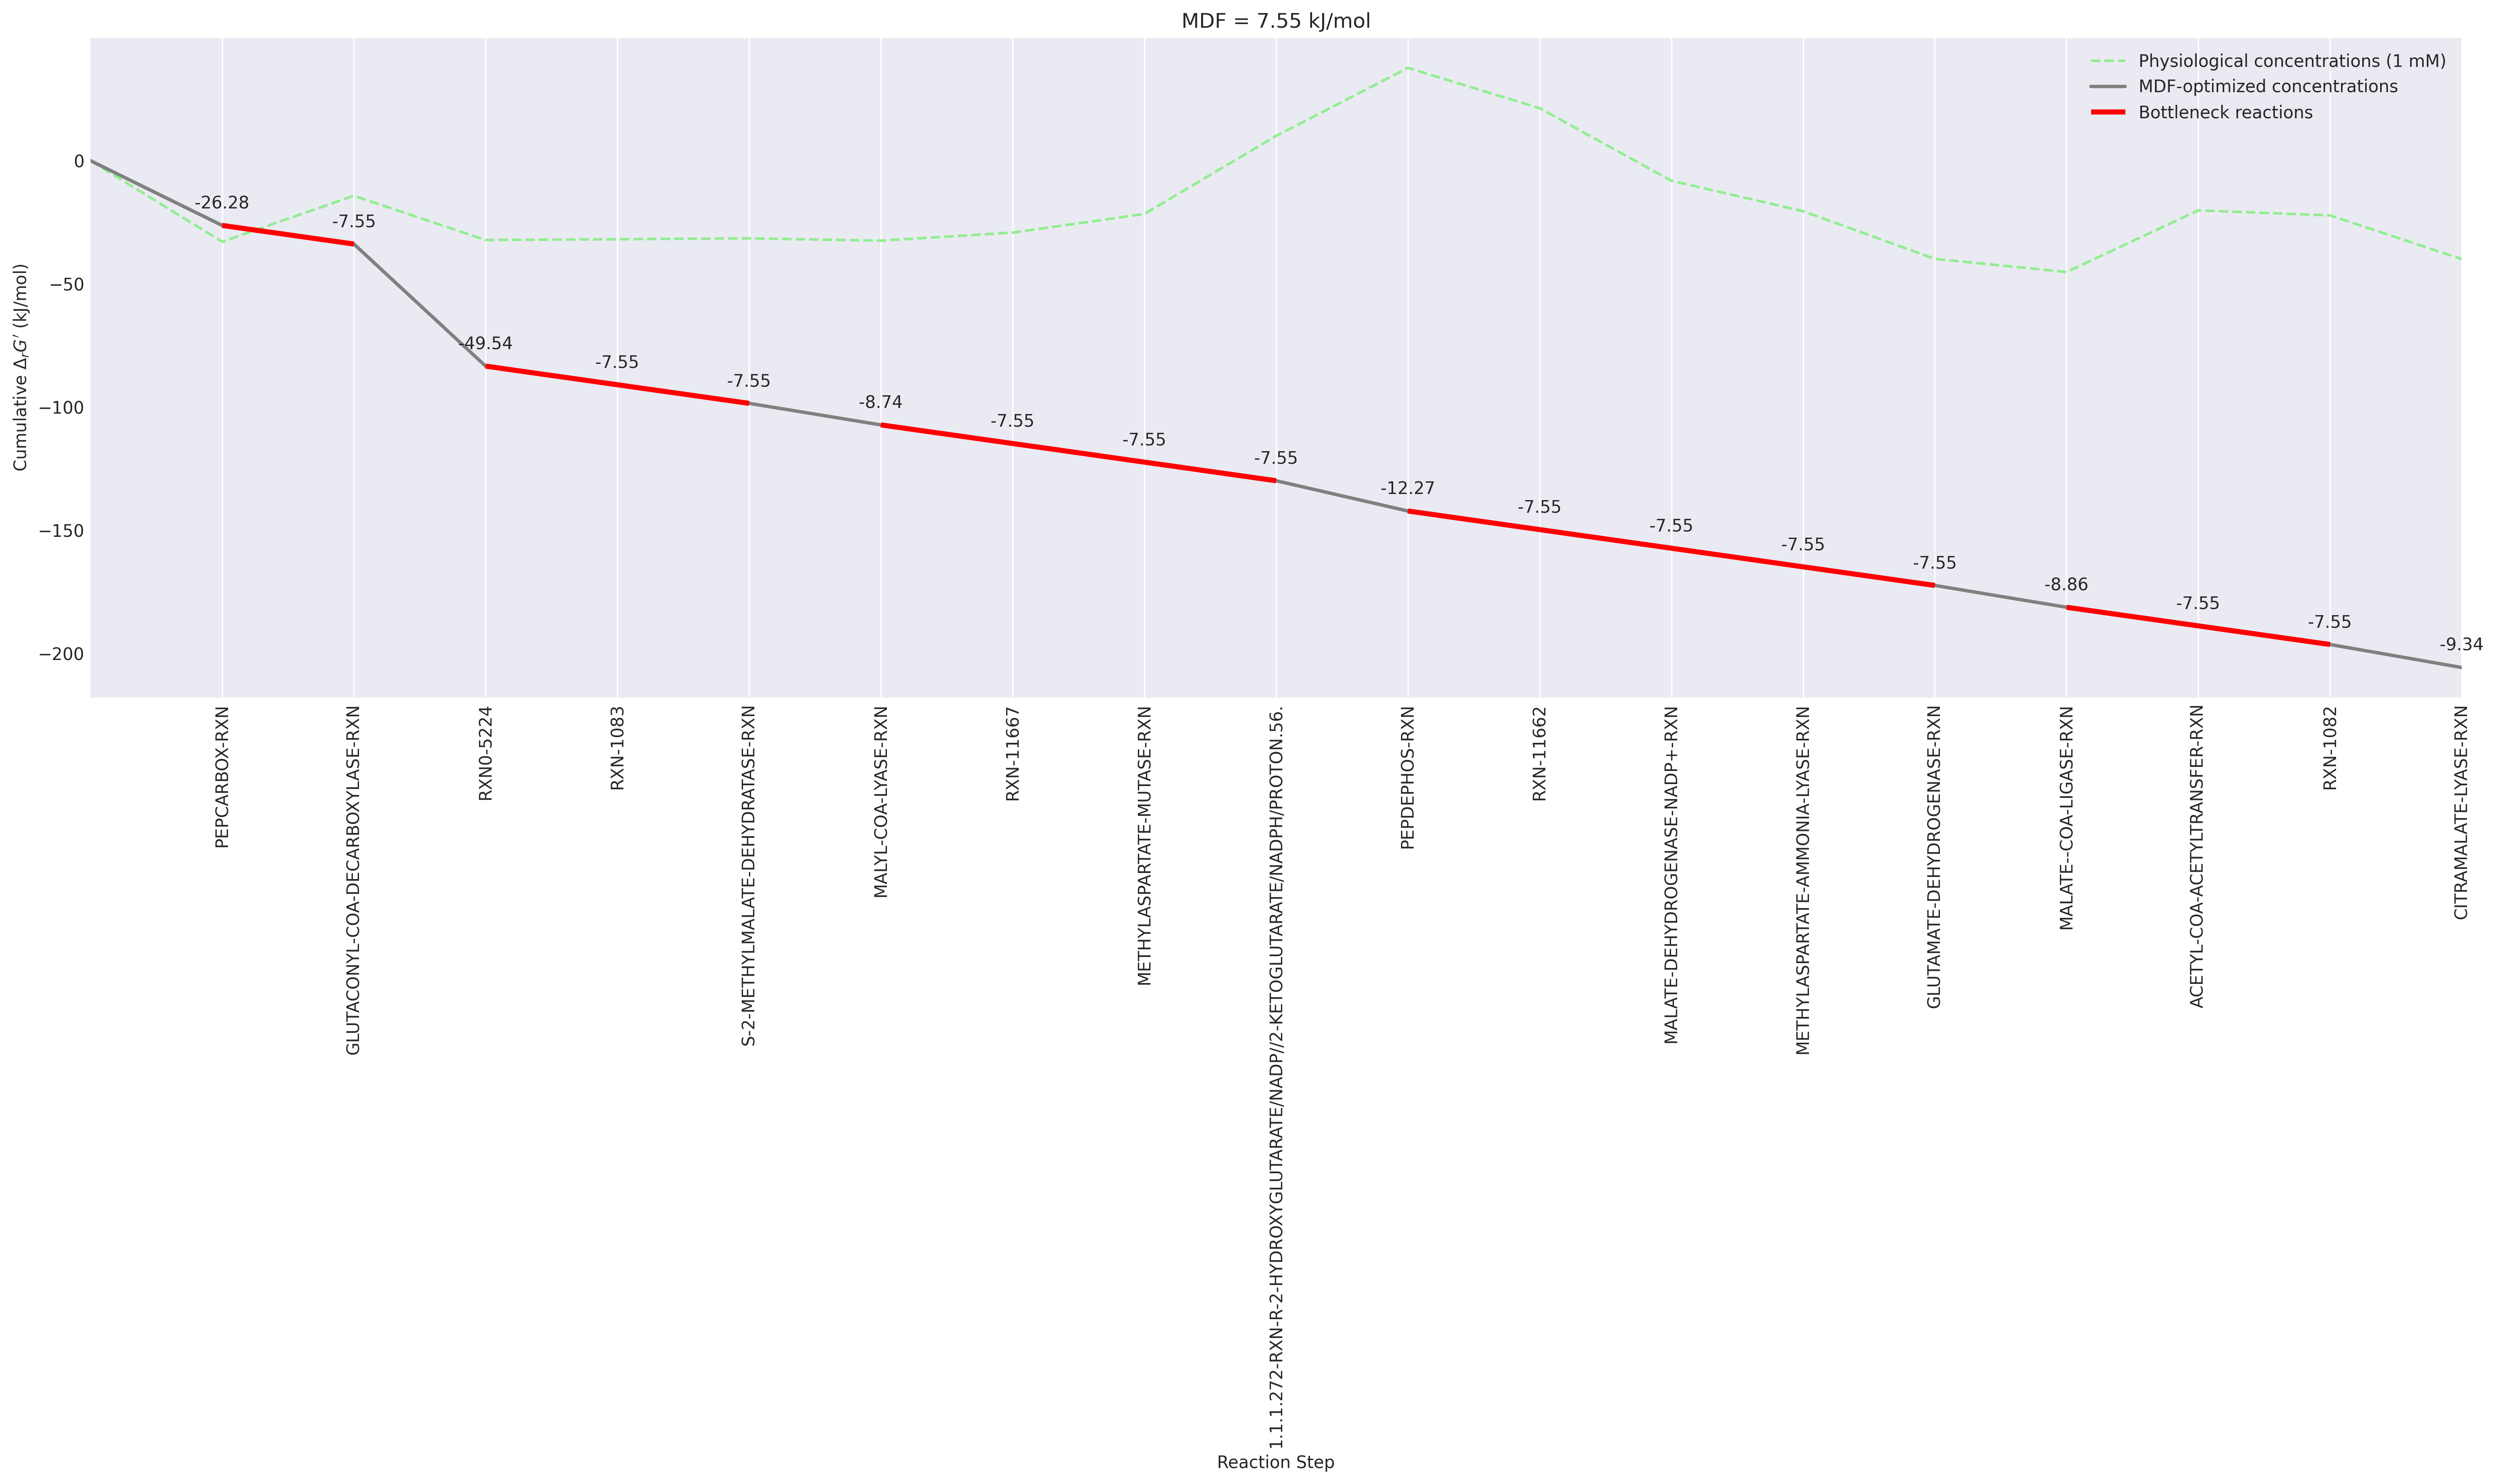 MDF = 7.55 kJ/mol
Physiological concentrations (1 mM)
MDF-optimized concentrations
Bottleneck reactions
Cumulative ΔrG′ (kJ/mol)
0
−50
−100
−150
−200
-26.28
-7.55
-49.54
-7.55
-7.55
-8.74
-7.55
-7.55
-7.55
-12.27
-7.55
-7.55
-7.55
-7.55
-8.86
-7.55
-7.55
-9.34
PEPCARBOX-RXN
GLUTACONYL-COA-DECARBOXYLASE-RXN
RXN0-5224
RXN-1083
S-2-METHYLMALATE-DEHYDRATASE-RXN
MALYL-COA-LYASE-RXN
RXN-11667
METHYLASPARTATE-MUTASE-RXN
1.1.1.272-RXN-R-2-HYDROXYGLUTARATE/NADP//2-KETOGLUTARATE/NADPH/PROTON.56.
PEPDEPHOS-RXN
RXN-11662
MALATE-DEHYDROGENASE-NADP+-RXN
METHYLASPARTATE-AMMONIA-LYASE-RXN
GLUTAMATE-DEHYDROGENASE-RXN
MALATE--COA-LIGASE-RXN
ACETYL-COA-ACETYLTRANSFER-RXN
RXN-1082
CITRAMALATE-LYASE-RXN
Reaction Step